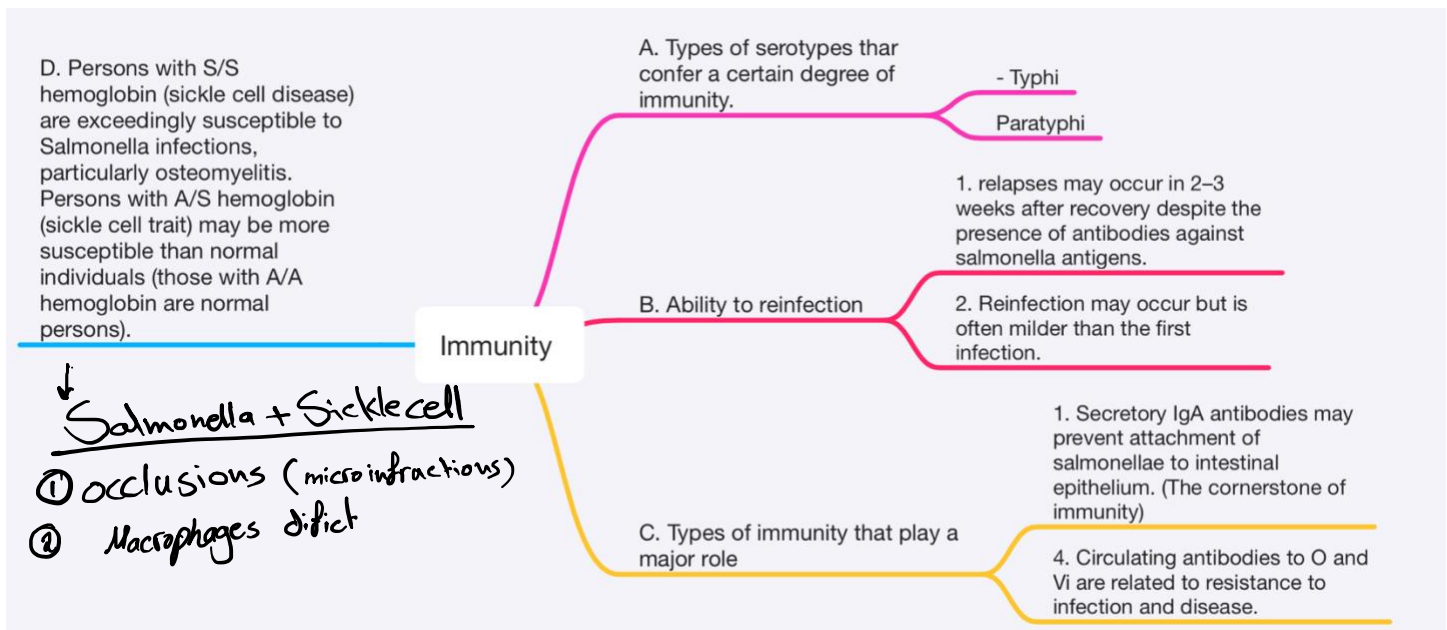 Immunity
A. Types of serotypes thar
confer a certain degree of
immunity.
- Typhi
Paratyphi
B. Ability to reinfection
1. relapses may occur in 2–3
weeks after recovery despite the
presence of antibodies against
salmonella antigens.
2. Reinfection may occur but is
often milder than the first
infection.
C. Types of immunity that play a
major role
1. Secretory IgA antibodies may
prevent attachment of
salmonellae to intestinal
epithelium. (The cornerstone of
immunity)
4. Circulating antibodies to O and
Vi are related to resistance to
infection and disease.
D. Persons with S/S
hemoglobin (sickle cell disease)
are exceedingly susceptible to
Salmonella infections,
particularly osteomyelitis.
Persons with A/S hemoglobin
(sickle cell trait) may be more
susceptible than normal
individuals (those with A/A
hemoglobin are normal
persons).
Salmonella + Sickle cell
① occlusions (microinfractions)
② Macrophages difict